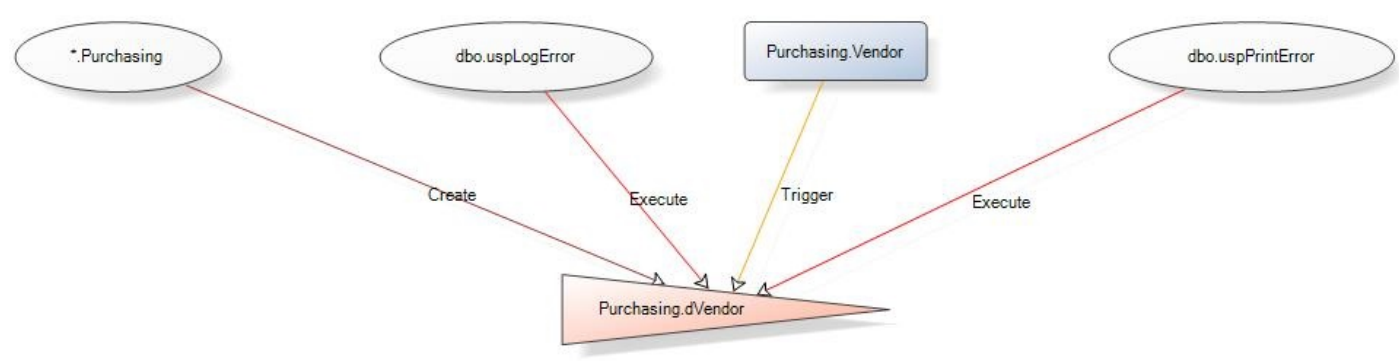 *.Purchasing
dbo.uspLogError
Purchasing.Vendor
dbo.uspPrintError
Create
Execute
Trigger
Execute
Purchasing.dVendor